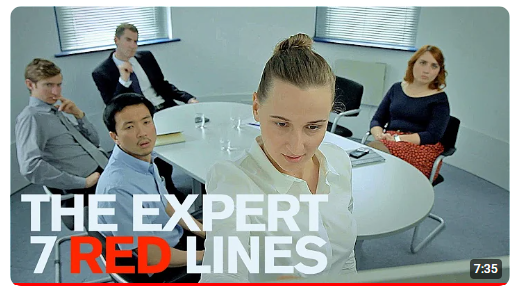 THE EXPERT
7 RED LINES
7:35